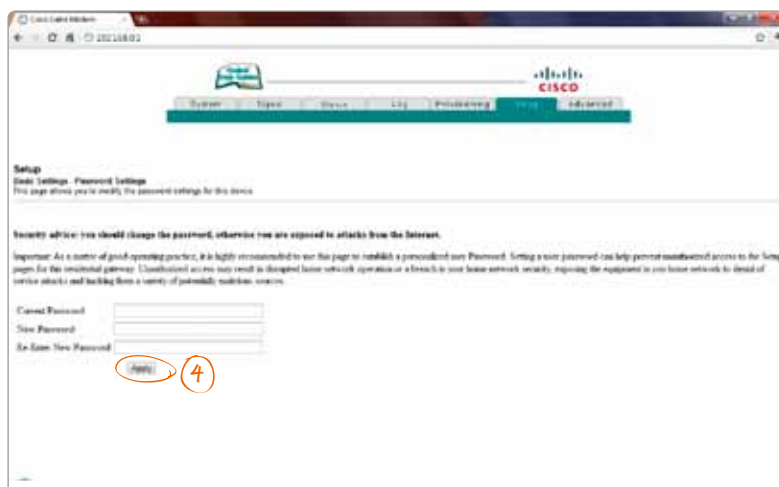 Cisco Cable Modem
192.168.0.1
CISCO
System Signal Status Log Provisioning Setup Advanced
Setup
Basic Settings - Password Settings
This page allows you to modify the password settings for this device.
Security advice: you should change the password, otherwise you are exposed to attacks from the Internet.
Important: As a matter of good operating practice, it is highly recommended to use this page to establish a personalized user Password. Setting a user password can help prevent unauthorized access to the Setup
pages for this residential gateway. Unauthorized access may result in disrupted home network operation or a breach in your home network security, exposing the equipment in you home network to denial of
service attacks and hacking from a variety of potentially malicious sources.
Current Password
New Password
Re-Enter New Password
Apply
4